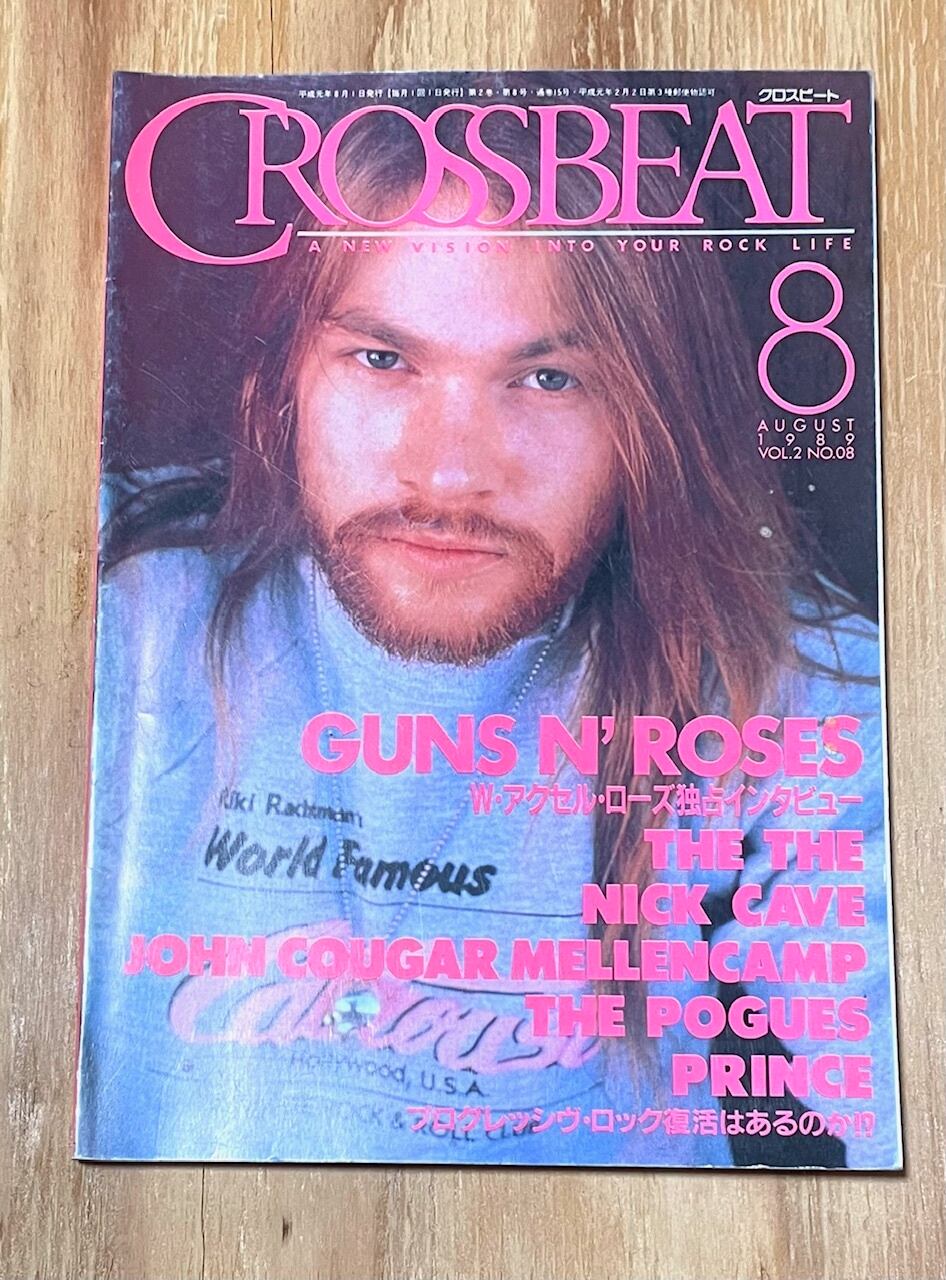 平成元年8月1日発行【毎月1回1日発行】第2巻・第8号・通巻15号・平成元年2月2日第3種郵便物認可
クロスビート
CROSSBEAT
A NEW VISION INTO YOUR ROCK LIFE
8
AUGUST
1989
VOL.2 NO.08
GUNS N' ROSES
W・アクセル・ローズ独占インタビュー
Riki Rachtman
World Famous
THE THE
NICK CAVE
JOHN COUGAR MELLENCAMP
THE POGUES
Hollywood, U.S.A.
PRINCE
ROCK & ROLL CLUB
プログレッシヴ・ロック復活はあるのか!?